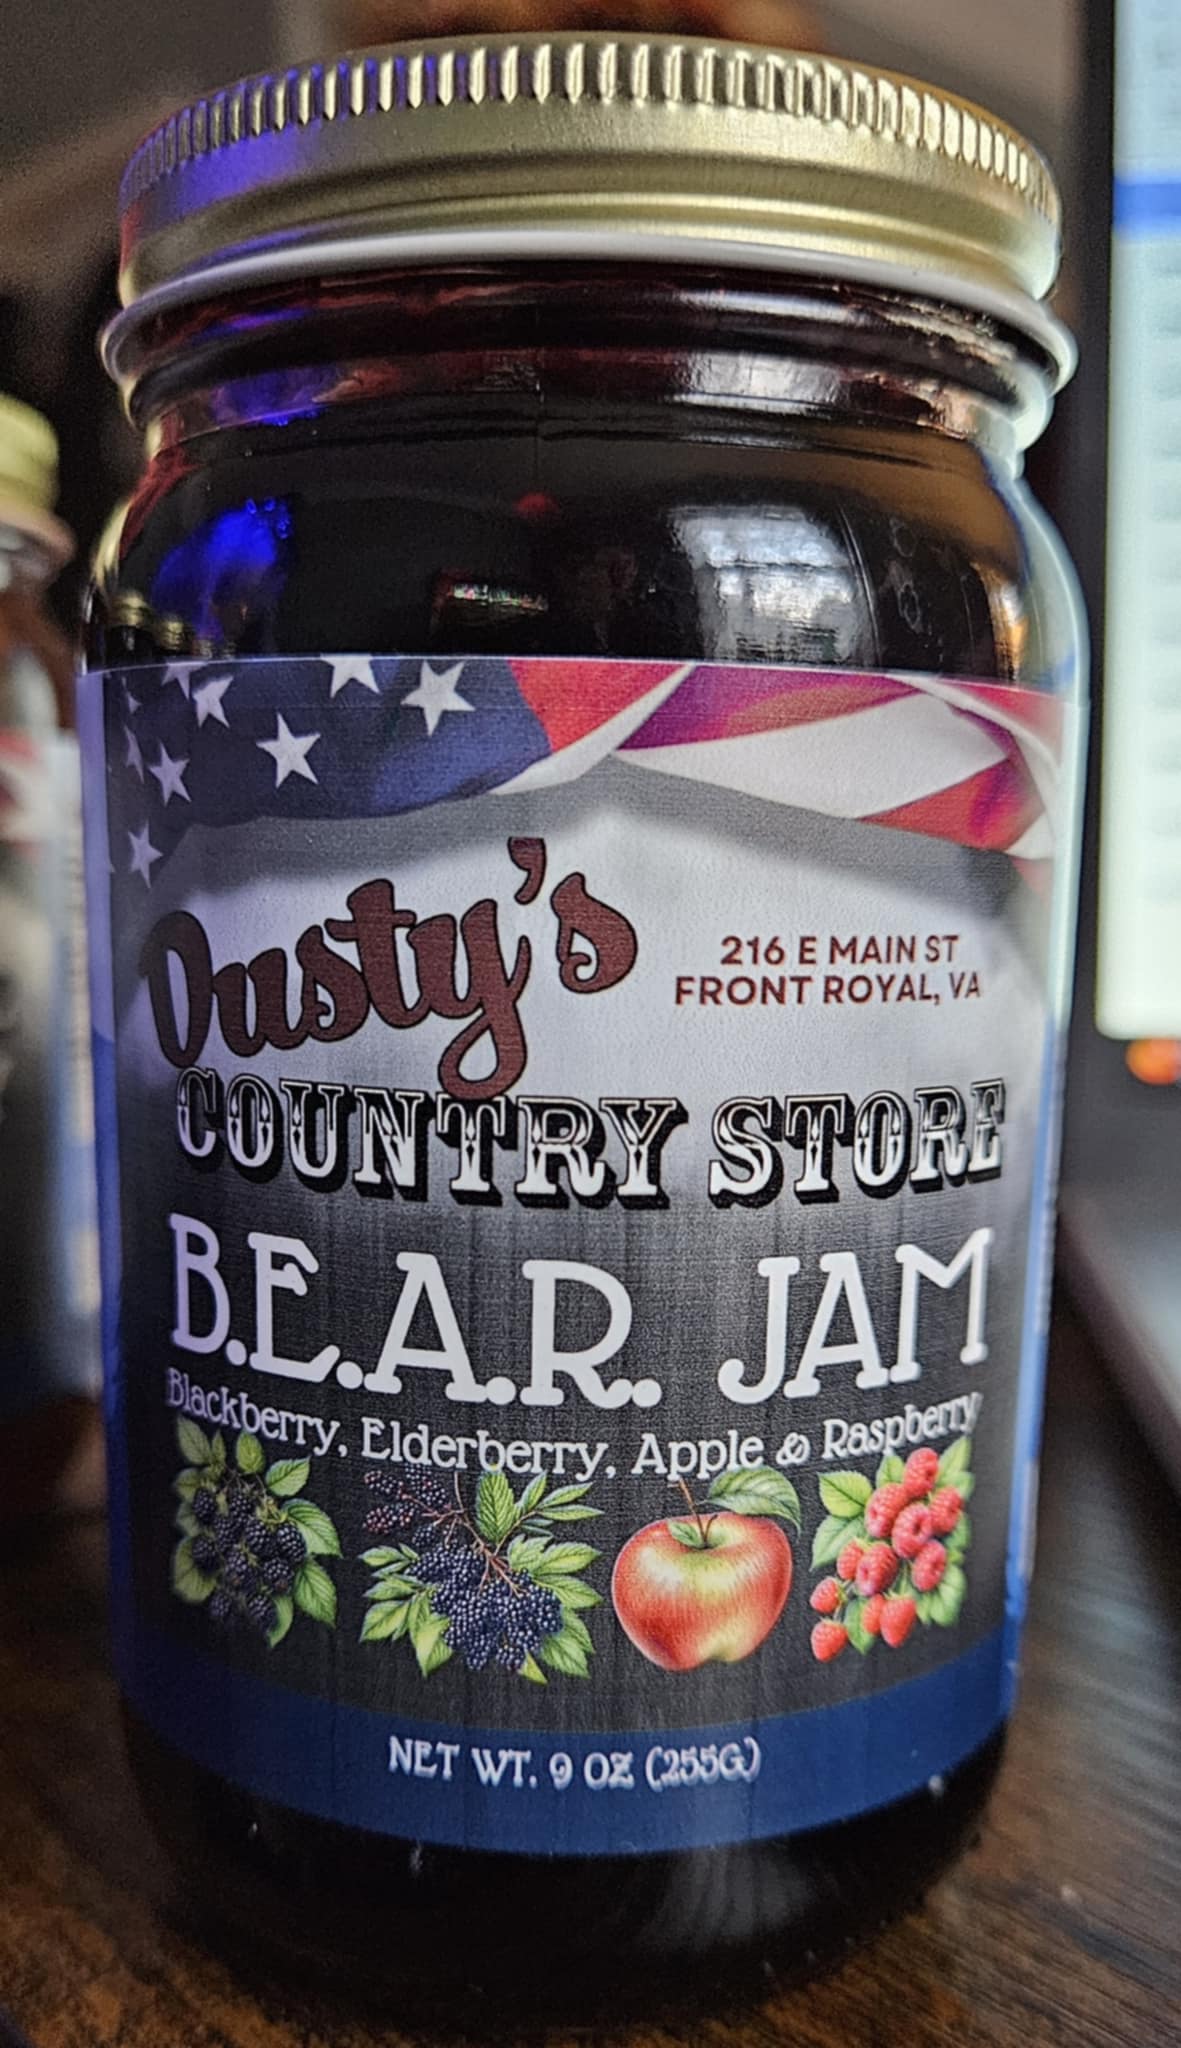 Dusty's
216 E MAIN ST
FRONT ROYAL, VA
COUNTRY STORE
B.E.A.R. JAM
Blackberry, Elderberry, Apple & Raspberry
NET WT. 9 OZ (255G)